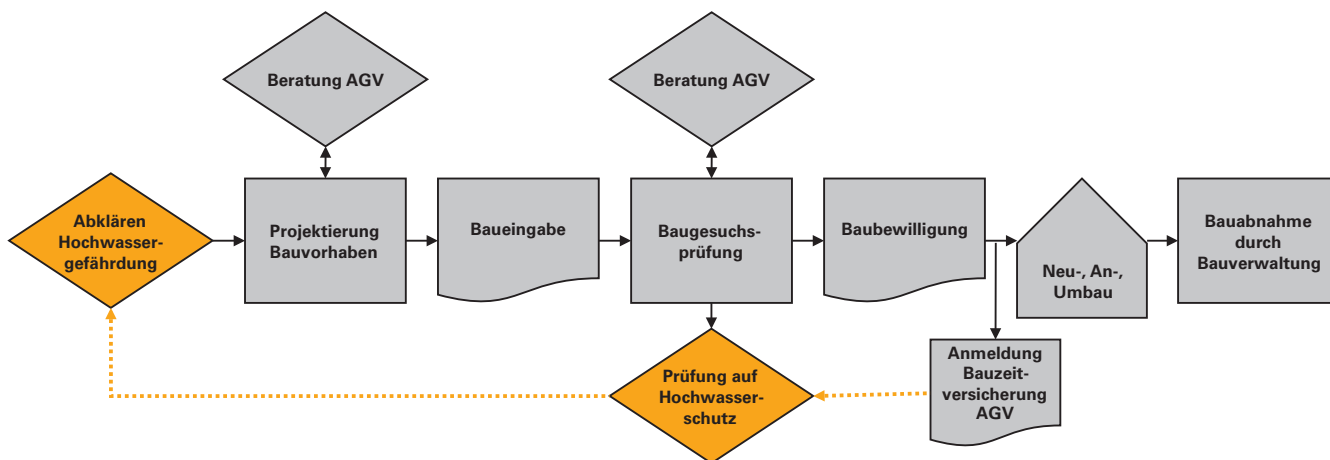 Beratung AGV
Beratung AGV
Abklären
Hochwasser-
gefährdung
Projektierung
Bauvorhaben
Baueingabe
Baugesuchs-
prüfung
Baubewilligung
Neu-, An-,
Umbau
Bauabnahme
durch
Bauverwaltung
Prüfung auf
Hochwasser-
schutz
Anmeldung
Bauzeit-
versicherung
AGV